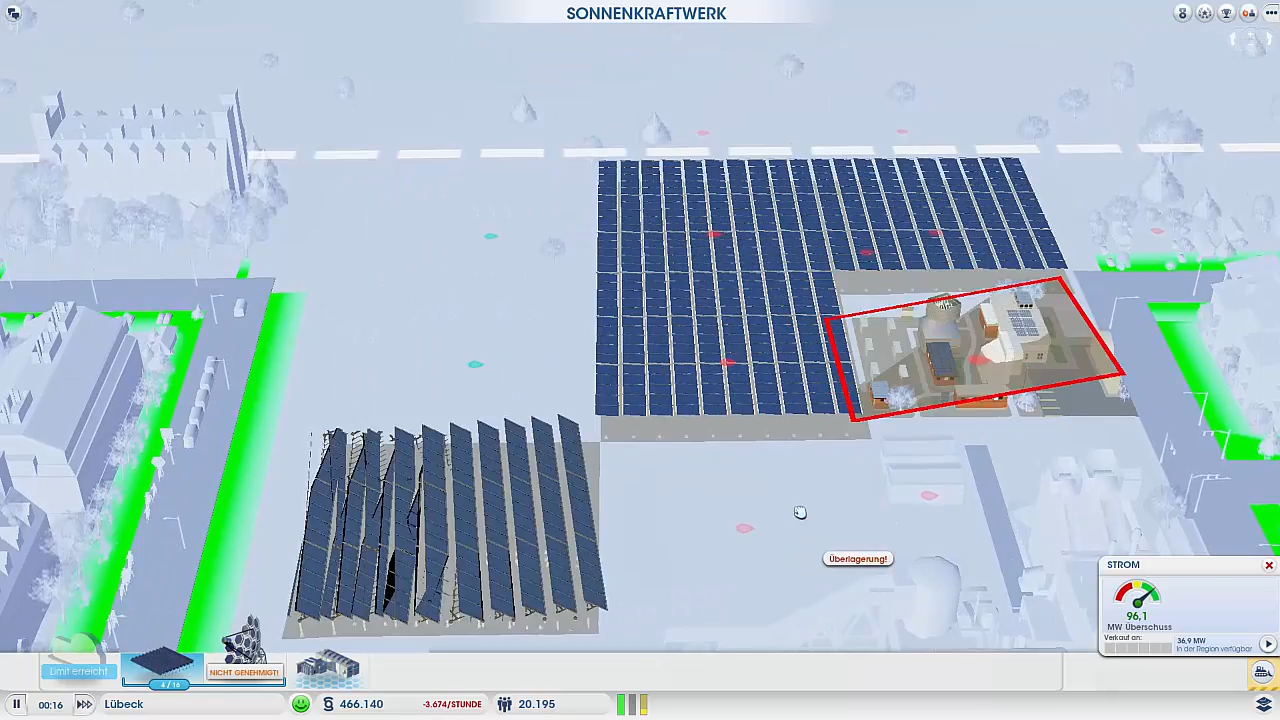 SONNENKRAFTWERK
Überlagerung!
STROM
96,1
MW Überschuss
Verkauf an:
36,9 MW
In der Region verfügbar
Limit erreicht
4 / 16
NICHT GENEHMIGT!
00:16
Lübeck
466.140
-3.674/STUNDE
20.195